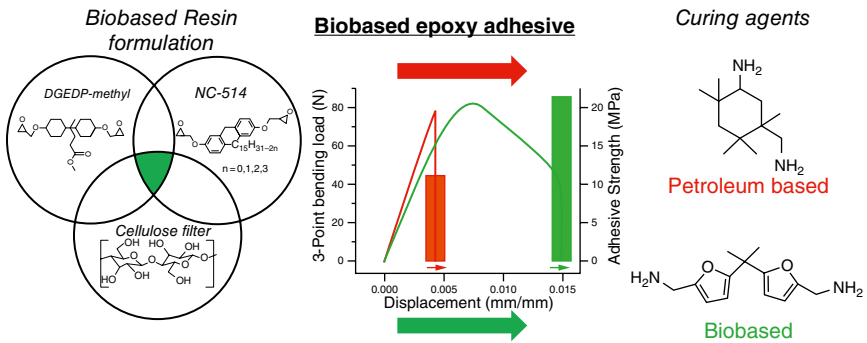 Biobased Resin
formulation
DGEDP-methyl
NC-514
O
O
O
O
O
O
O
O
O
O
C15H31–2n
n=0,1,2,3
Cellulose filter
OH
HO
OH
O
O
HO
O
O
OH
OH
OH
Biobased epoxy adhesive
3-Point bending load (N)
80
60
40
20
0
20
15
10
5
0
Adhesive Strength (MPa)
0.000
0.005
0.010
0.015
Displacement (mm/mm)
Curing agents
NH2
NH2
Petroleum based
H2N
O
O
NH2
Biobased